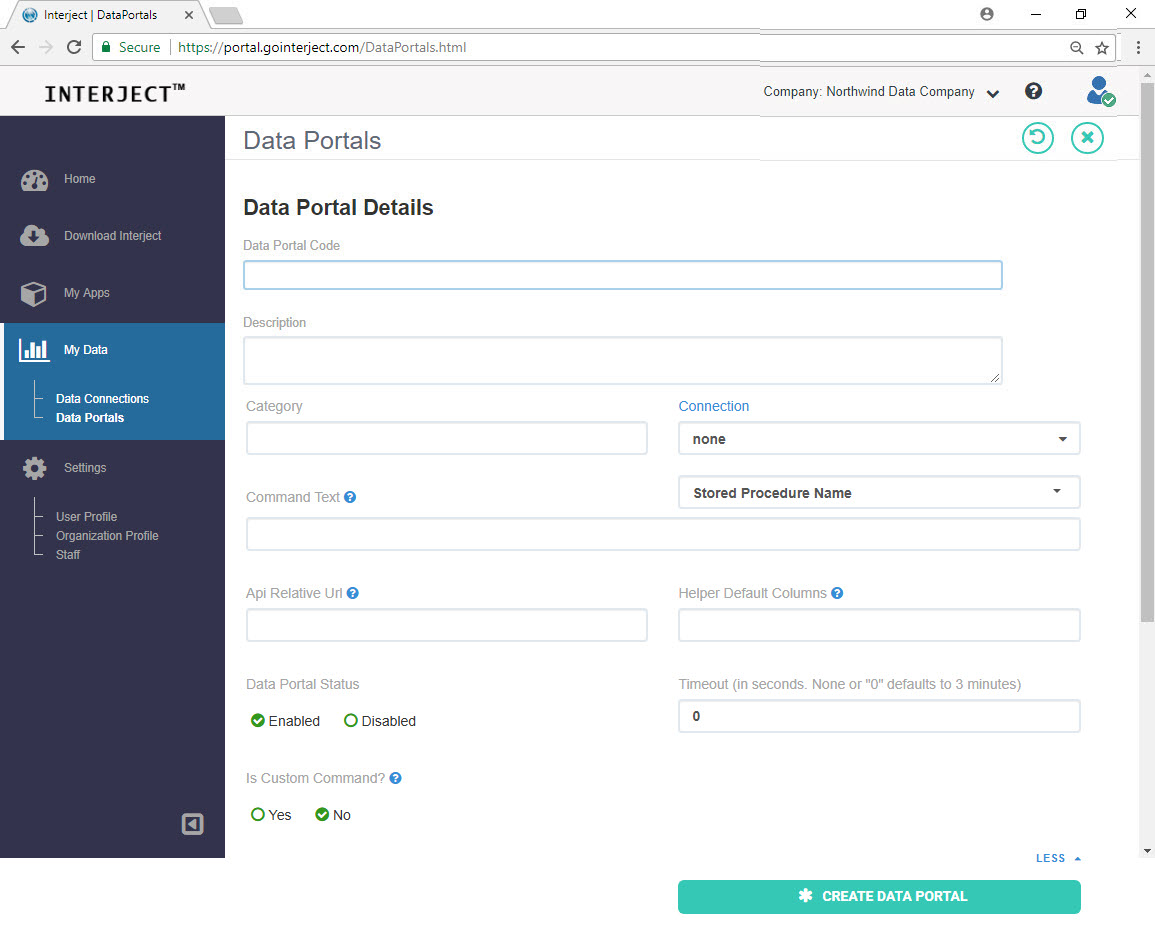 Interject | DataPortals
Secure
https://portal.gointerject.com/DataPortals.html
INTERJECT™
Company: Northwind Data Company
Home
Download Interject
My Apps
My Data
Data Connections
Data Portals
Settings
User Profile
Organization Profile
Staff
Data Portals
Data Portal Details
Data Portal Code
Description
Category
Connection
none
Command Text
Stored Procedure Name
Api Relative Url
Helper Default Columns
Data Portal Status
Timeout (in seconds. None or "0" defaults to 3 minutes)
Enabled Disabled
0
Is Custom Command?
Yes No
LESS
CREATE DATA PORTAL